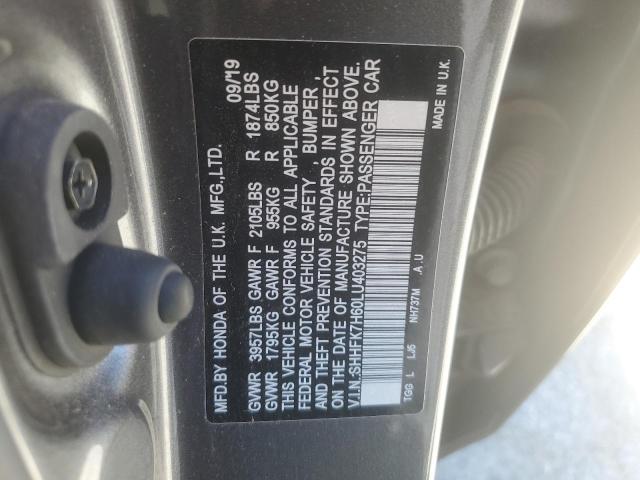 MFD.BY HONDA OF THE U.K. MFG.,LTD. 09/19
GVWR 3957LBS GAWR F 2105LBS R 1874LBS
GVWR 1795KG GAWR F 955KG R 850KG
THIS VEHICLE CONFORMS TO ALL APPLICABLE
FEDERAL MOTOR VEHICLE SAFETY , BUMPER ,
AND THEFT PREVENTION STANDARDS IN EFFECT
ON THE DATE OF MANUFACTURE SHOWN ABOVE.
V.I.N.:SHHFK7H60LU403275 TYPE:PASSENGER CAR
TGG L LJ5 NH737M .A.U MADE IN U.K.